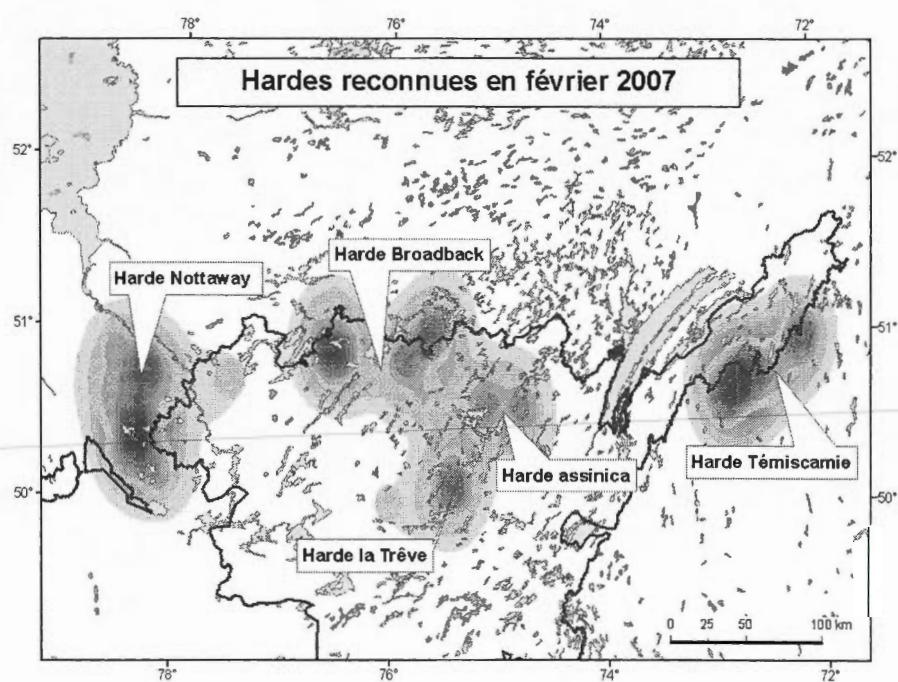 78° 76° 74° 72°
Hardes reconnues en février 2007
52° 52°
Harde Broadback
Harde Nottaway
51° 51°
Harde Témiscamie
Harde assinica
50° 50°
Harde la Trêve
0 25 50 100 km
78° 76° 74° 72°